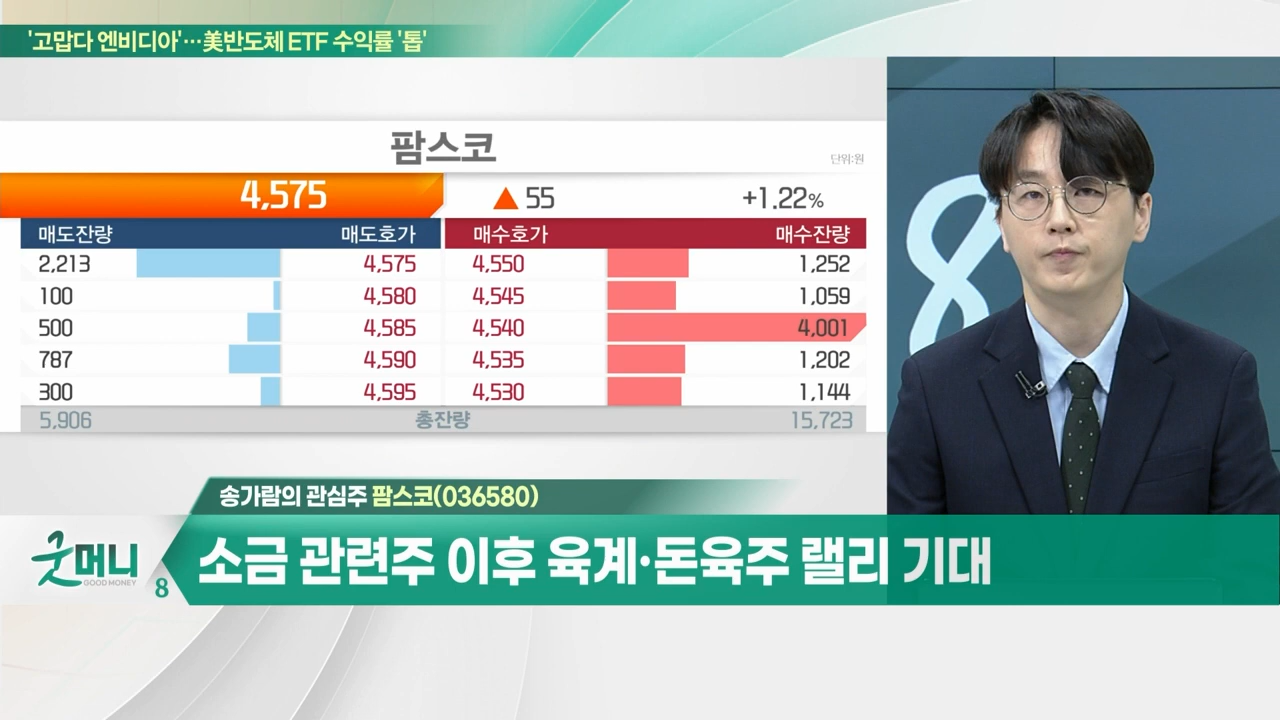 '고맙다 엔비디아'…美반도체 ETF 수익률 '톱'
팜스코
단위:원
4,575 ▲ 55 +1.22%
매도잔량 매도호가 매수호가 매수잔량
2,213 4,575 4,550 1,252
100 4,580 4,545 1,059
500 4,585 4,540 4,001
787 4,590 4,535 1,202
300 4,595 4,530 1,144
5,906 총잔량 15,723
8
송가람의 관심주 팜스코(036580)
소금 관련주 이후 육계·돈육주 랠리 기대
굿머니
GOOD MONEY
8